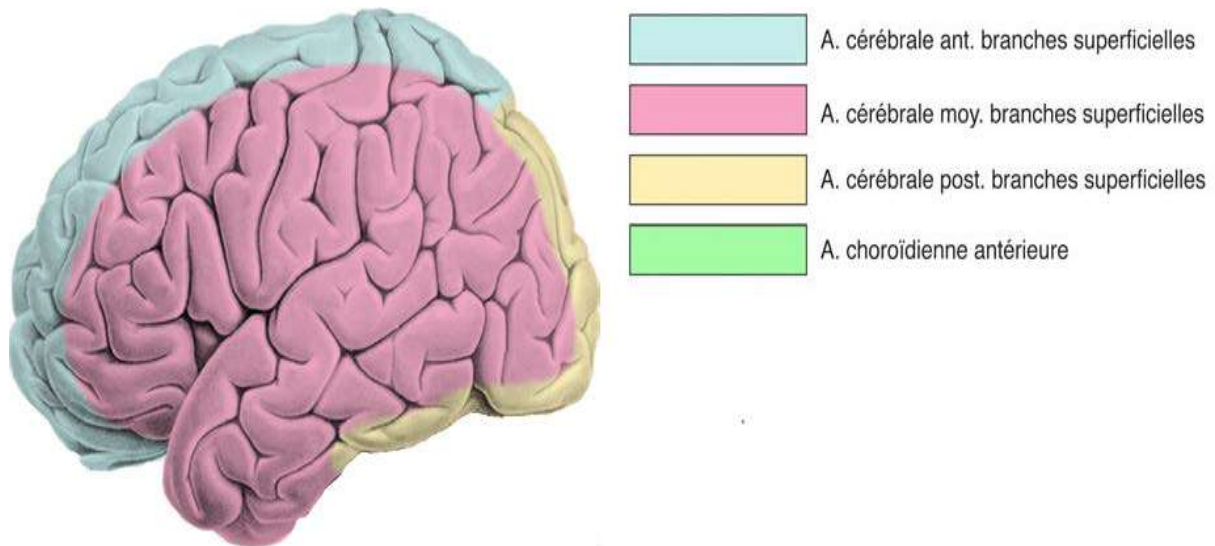 A. cérébrale ant. branches superficielles
A. cérébrale moy. branches superficielles
A. cérébrale post. branches superficielles
A. choroïdienne antérieure